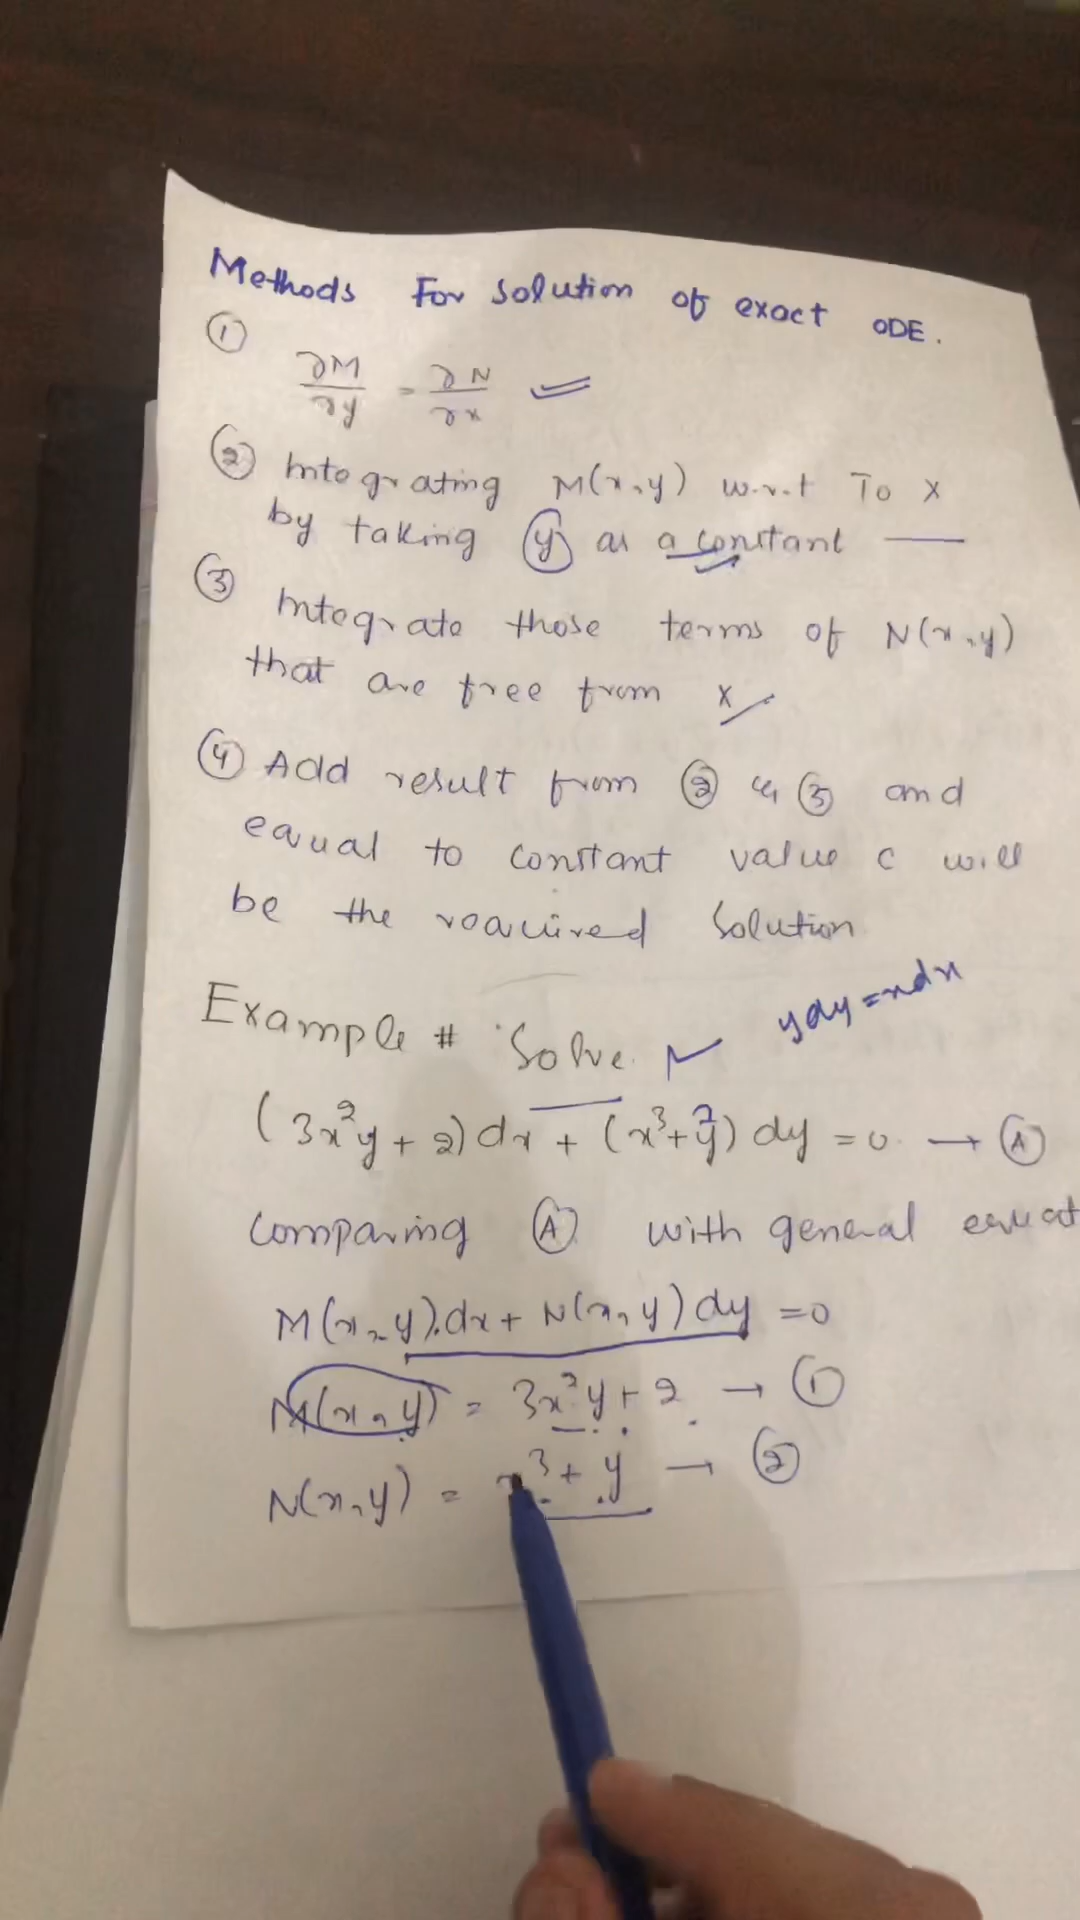 Methods For solution of exact ODE.
① ∂M/∂y = ∂N/∂x
② Integrating M(x,y) w.r.t To x
by taking y as a constant
③ Integrate those terms of N(x,y)
that are free from x
④ Add result from ② & ③ and
equal to constant value c will
be the required solution
ydy = xdx
Example # Solve.
(3x²y + 2) dx + (x³ + y²) dy = 0 → Ⓐ
Comparing Ⓐ with general equat
M(x,y).dx + N(x,y) dy = 0
M(x,y) = 3x²y + 2 → ①
N(x,y) = x³ + y → ②